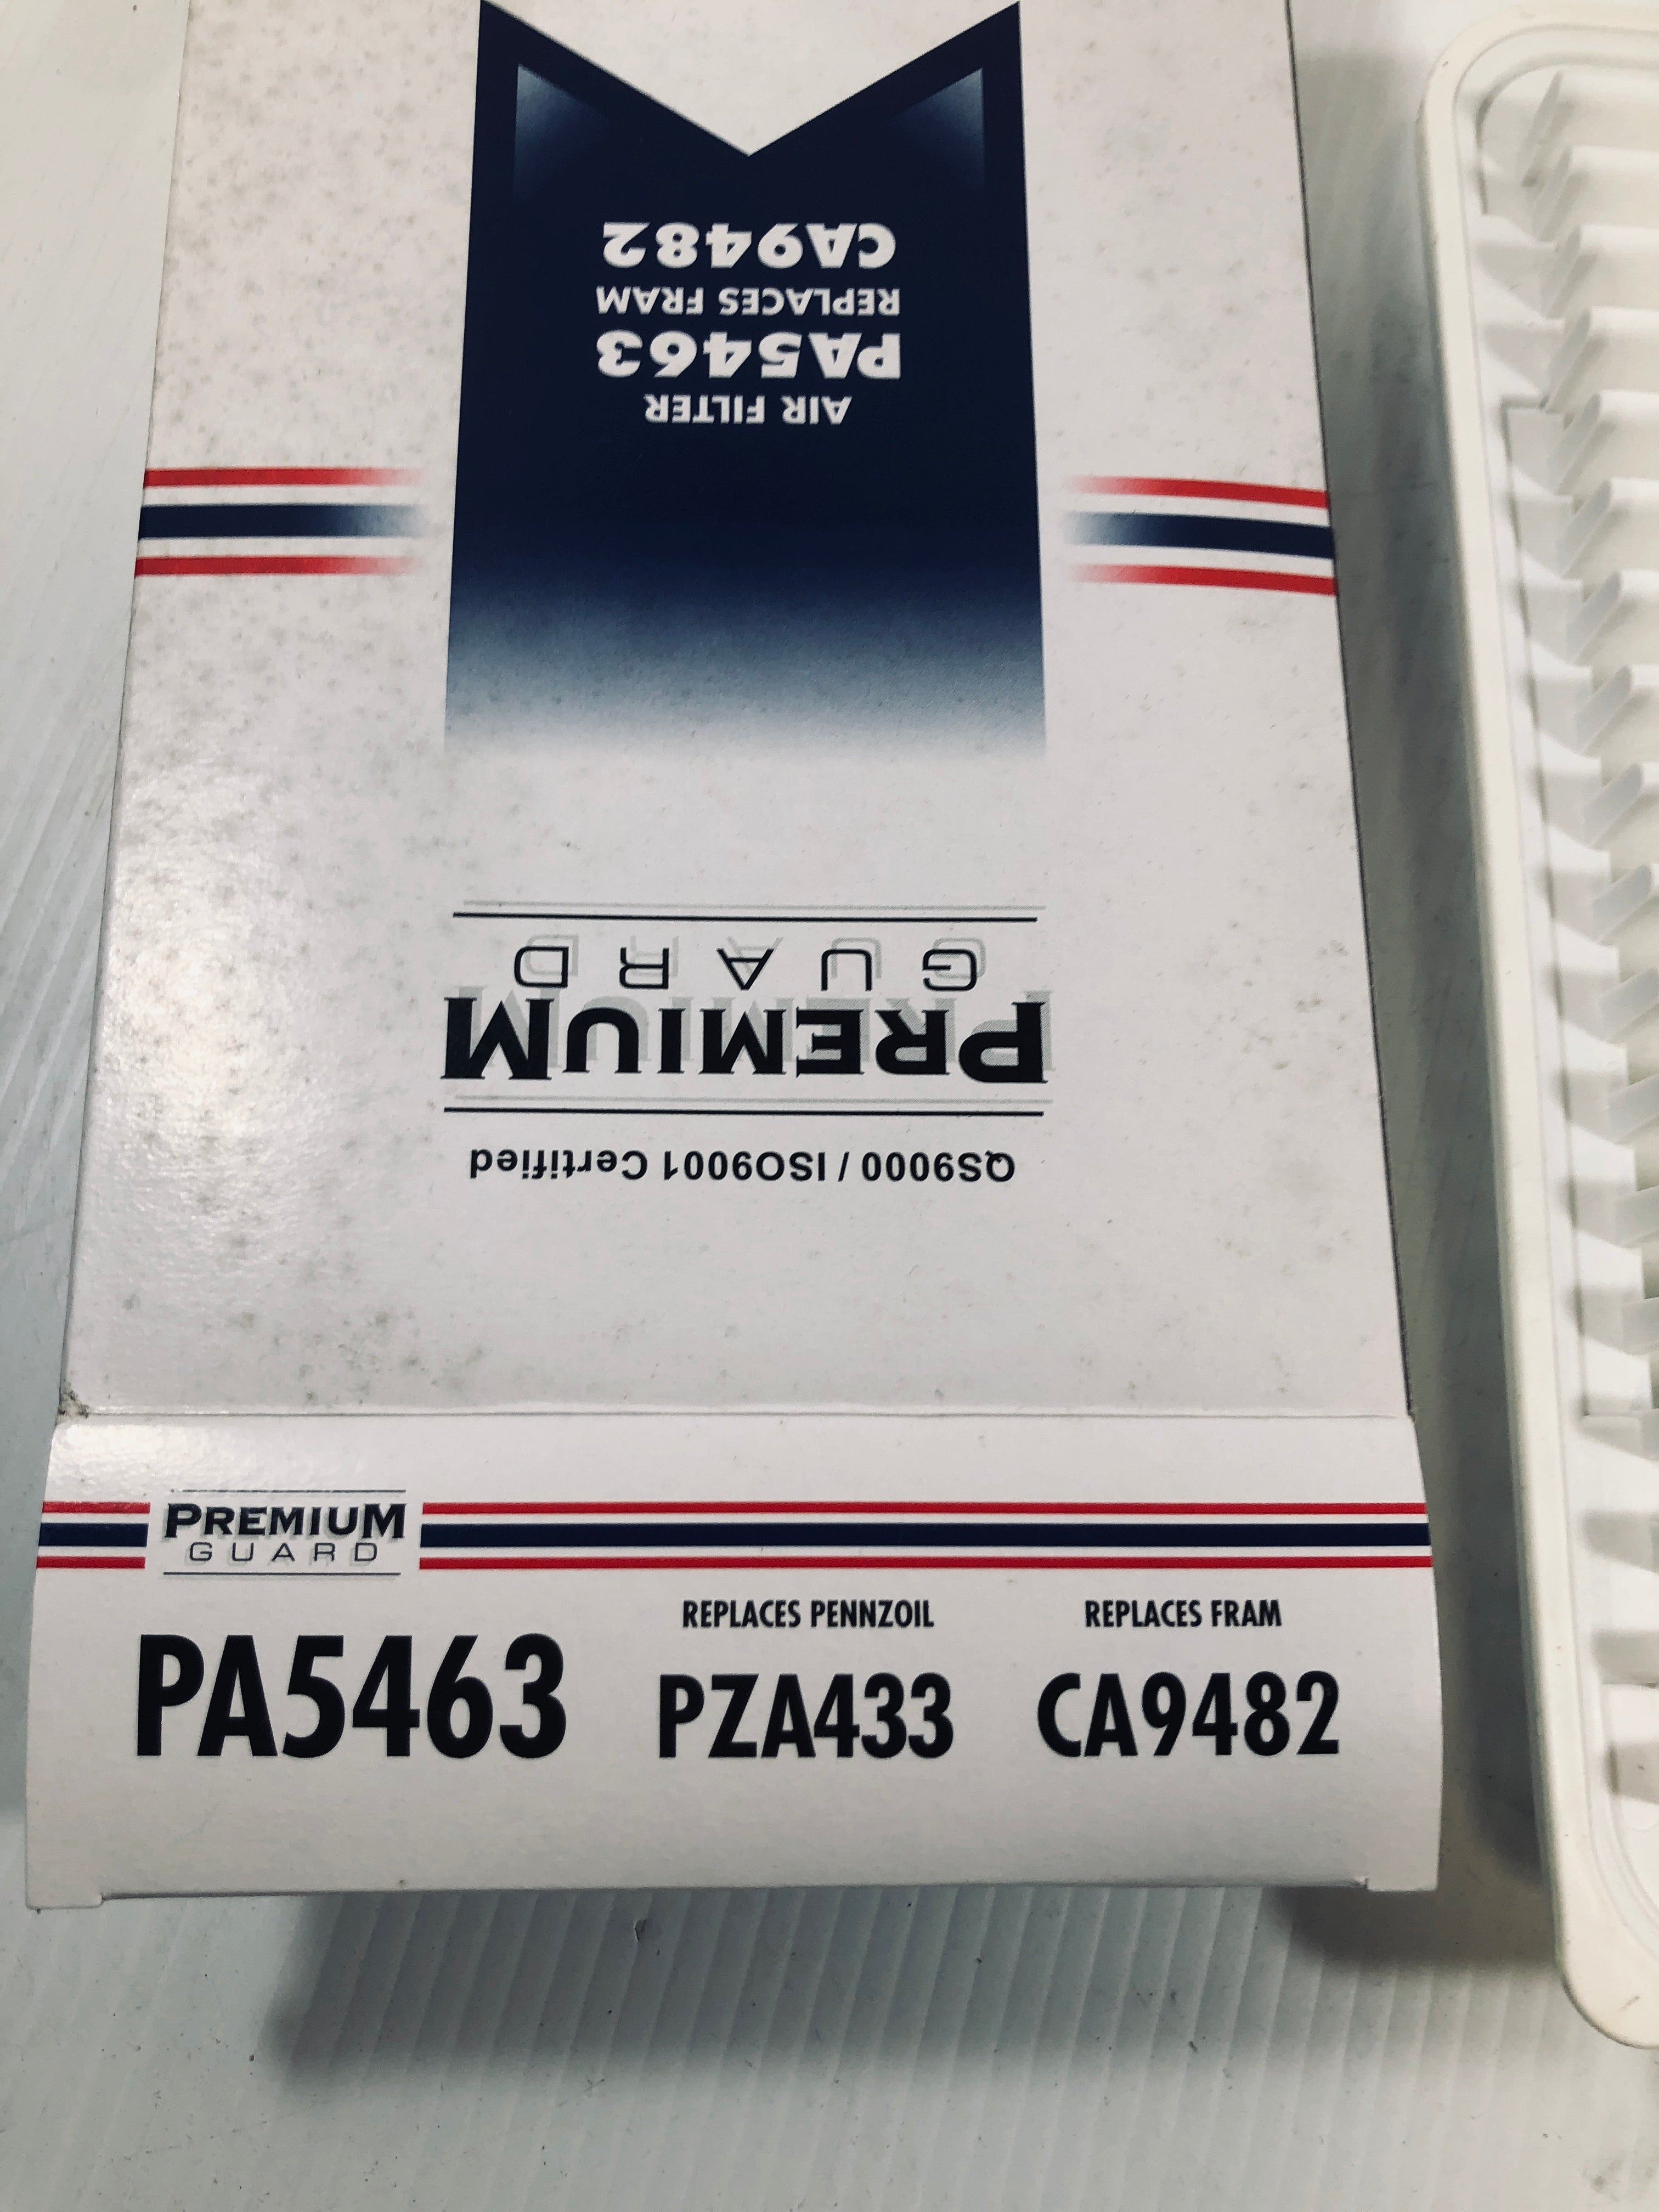 QS9000 / ISO9001 Certified
PREMIUM
GUARD
AIR FILTER
PA5463
REPLACES FRAM
CA9482
PREMIUM
GUARD
PA5463
REPLACES PENNZOIL
PZA433
REPLACES FRAM
CA9482